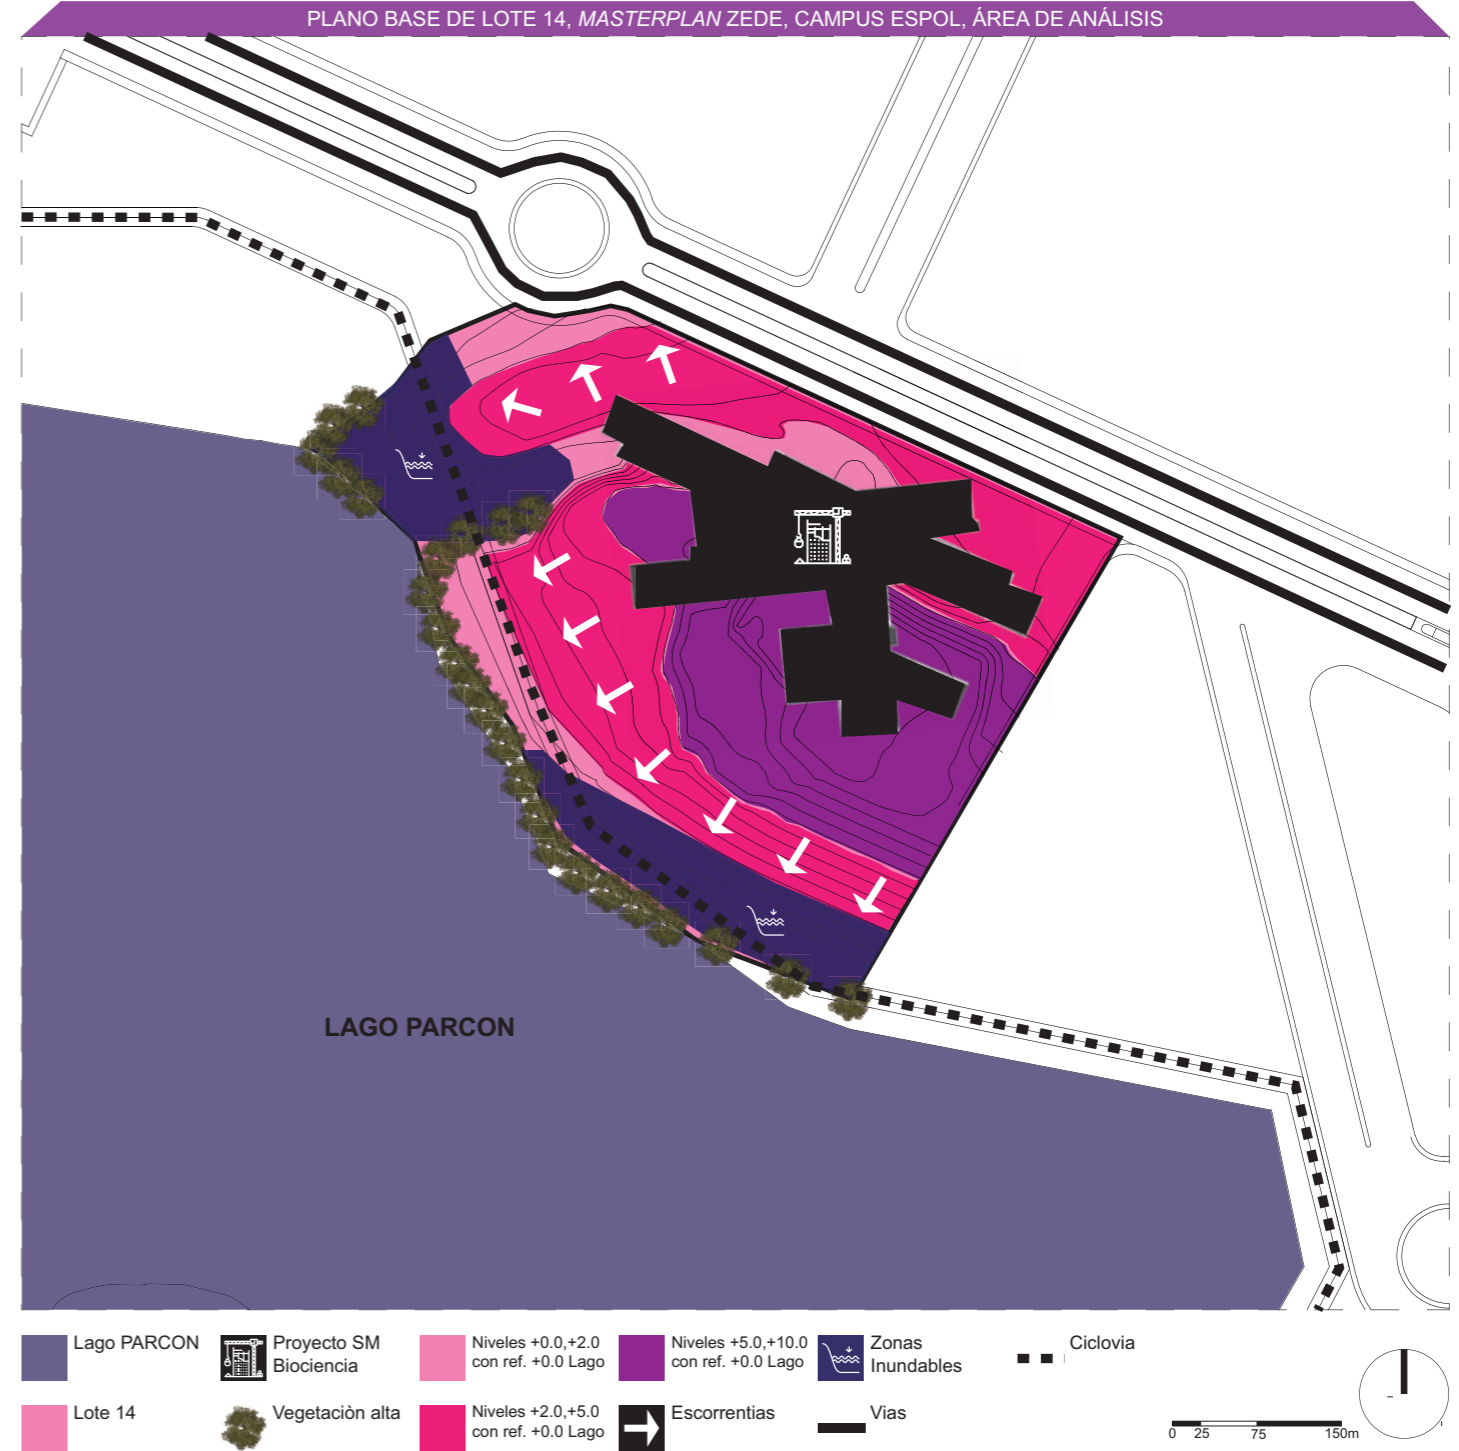 PLANO BASE DE LOTE 14, MASTERPLAN ZEDE, CAMPUS ESPOL, ÁREA DE ANÁLISIS
LAGO PARCON
Lago PARCON
Proyecto SM
Biociencia
Niveles +0.0,+2.0
con ref. +0.0 Lago
Niveles +5.0,+10.0
con ref. +0.0 Lago
Zonas
Inundables
Ciclovia
Lote 14
Vegetaciòn alta
Niveles +2.0,+5.0
con ref. +0.0 Lago
Escorrentias
Vias
0 25 75 150m